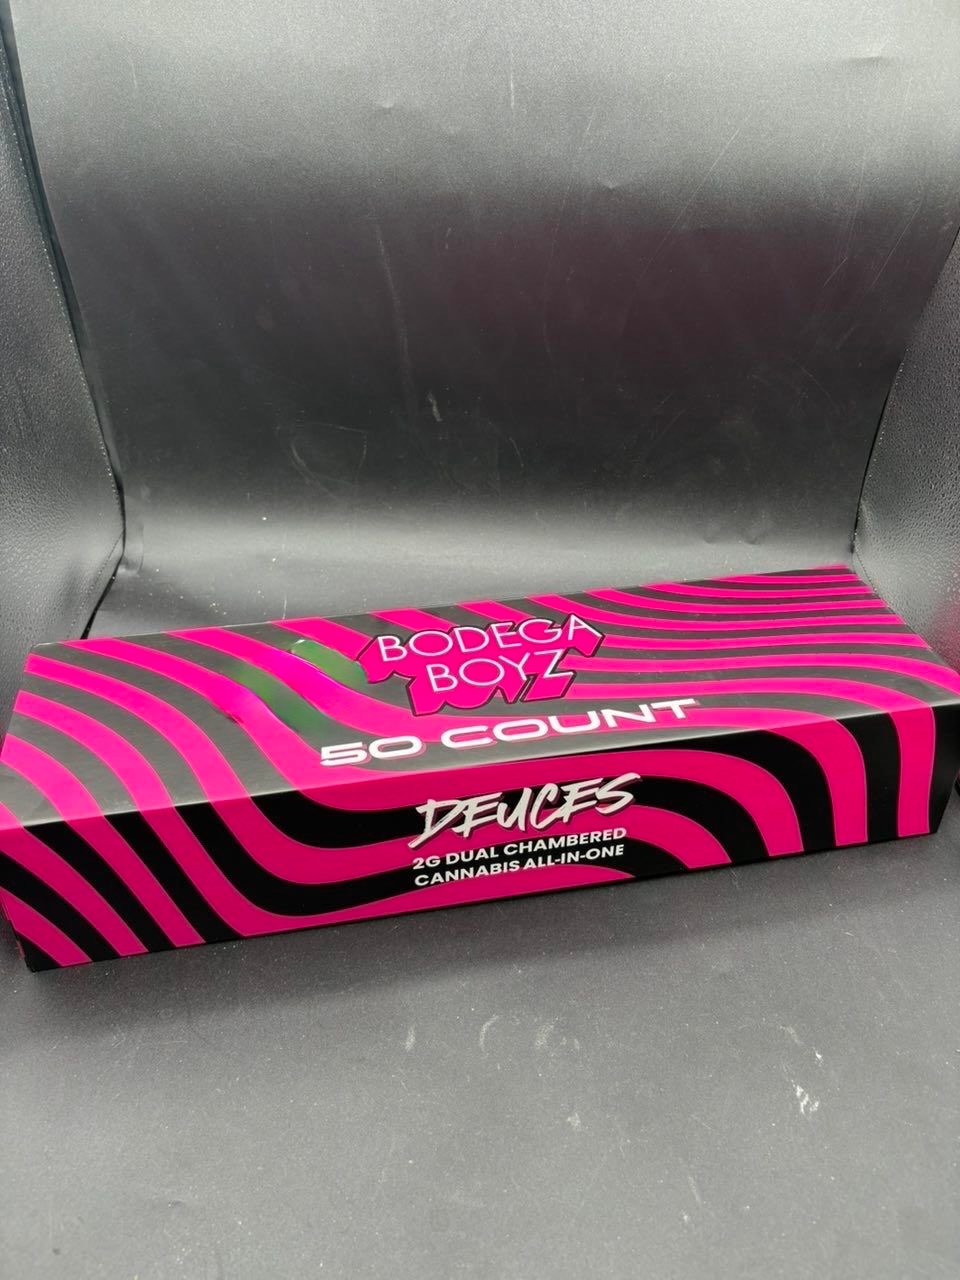 BODEGA
BOYZ
50 COUNT
DEUCES
2G DUAL CHAMBERED
CANNABIS ALL-IN-ONE